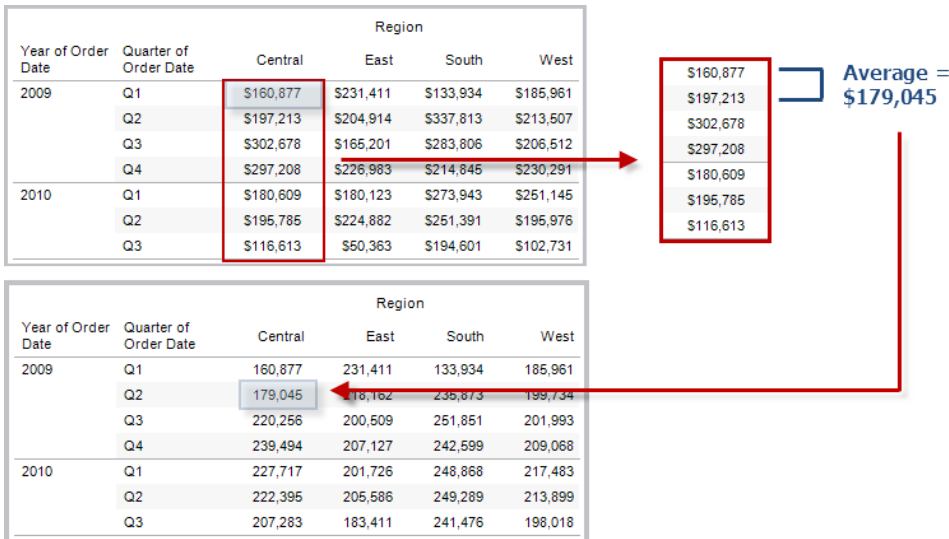 Region
Year of Order Date Quarter of Order Date Central East South West
2009 Q1 $160,877 $231,411 $133,934 $185,961
Q2 $197,213 $204,914 $337,813 $213,507
Q3 $302,678 $165,201 $283,806 $206,512
Q4 $297,208 $226,983 $214,845 $230,291
2010 Q1 $180,609 $180,123 $273,943 $251,145
Q2 $195,785 $224,882 $251,391 $195,976
Q3 $116,613 $50,363 $194,601 $102,731
$160,877
$197,213
$302,678
$297,208
$180,609
$195,785
$116,613
Average =
$179,045
Region
Year of Order Date Quarter of Order Date Central East South West
2009 Q1 160,877 231,411 133,934 185,961
Q2 179,045 218,162 235,873 199,734
Q3 220,256 200,509 251,851 201,993
Q4 239,494 207,127 242,599 209,068
2010 Q1 227,717 201,726 248,868 217,483
Q2 222,395 205,586 249,289 213,899
Q3 207,283 183,411 241,476 198,018